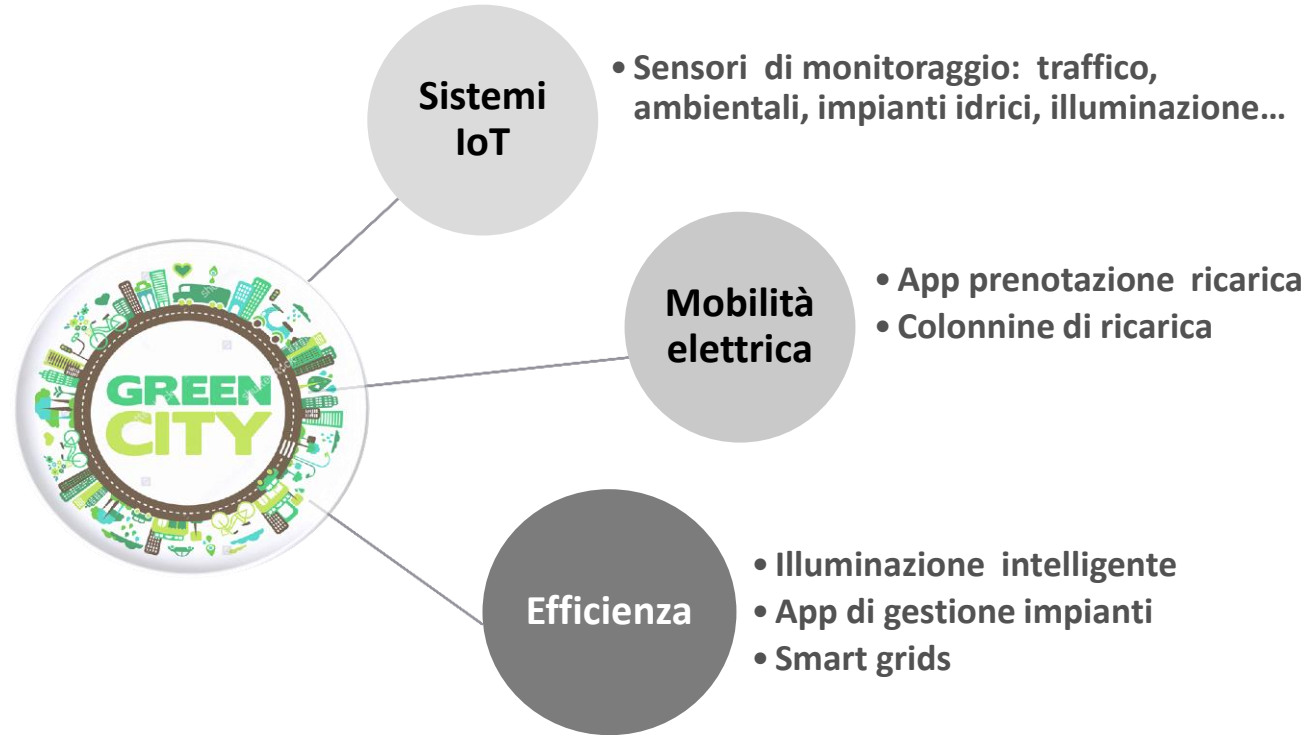 Sistemi
IoT
• Sensori di monitoraggio: traffico,
ambientali, impianti idrici, illuminazione…
GREEN
CITY
Mobilità
elettrica
• App prenotazione ricarica
• Colonnine di ricarica
Efficienza
• Illuminazione intelligente
• App di gestione impianti
• Smart grids